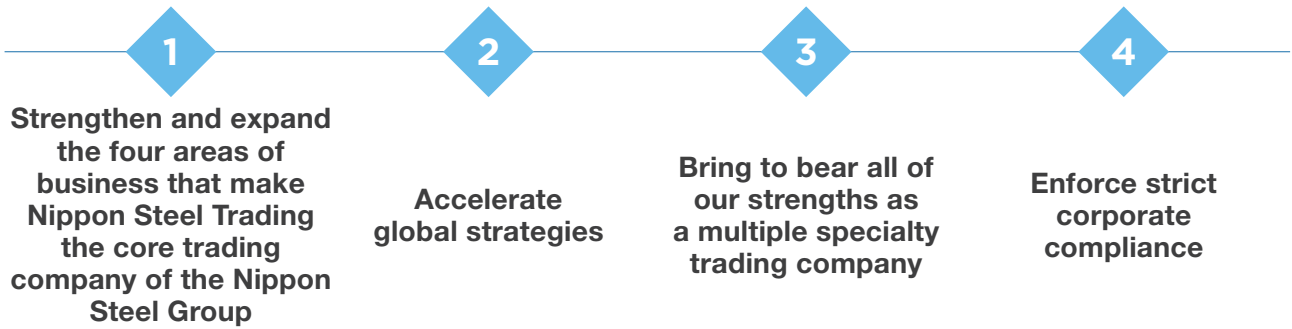 1
Strengthen and expand
the four areas of
business that make
Nippon Steel Trading
the core trading
company of the Nippon
Steel Group
2
Accelerate
global strategies
3
Bring to bear all of
our strengths as
a multiple specialty
trading company
4
Enforce strict
corporate
compliance